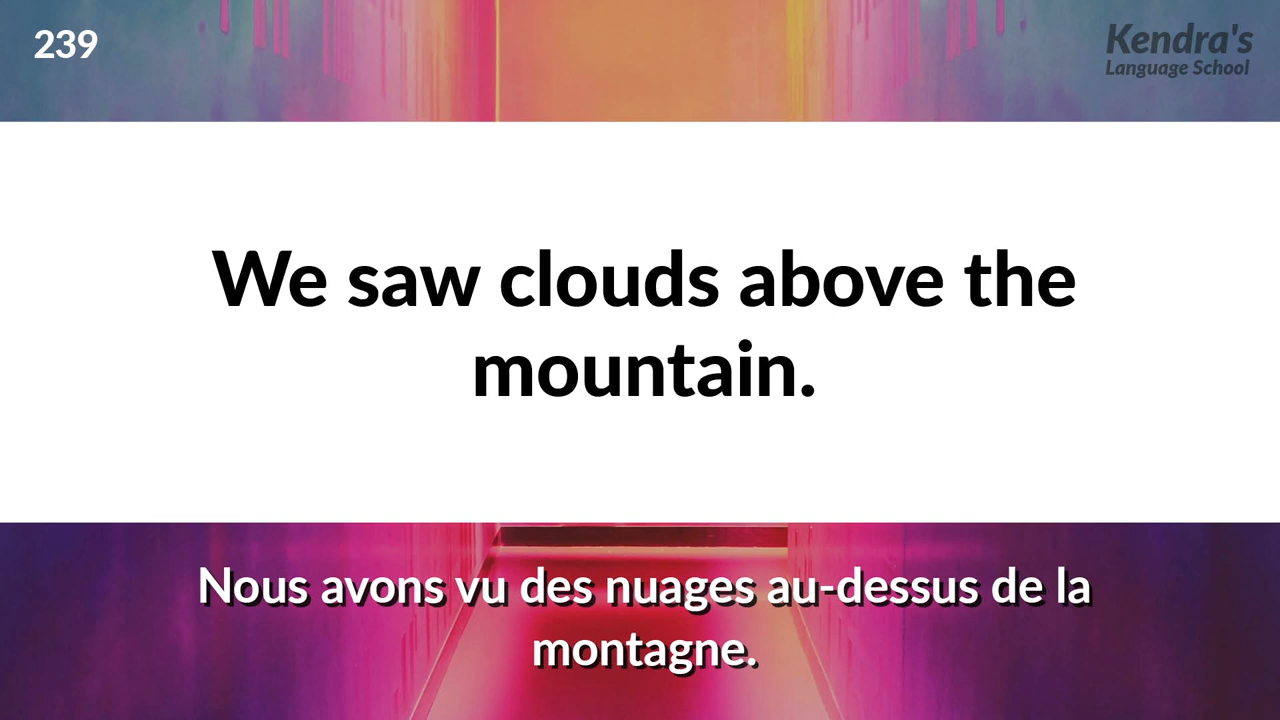 239
Kendra's
Language School
We saw clouds above the
mountain.
Nous avons vu des nuages au-dessus de la
montagne.